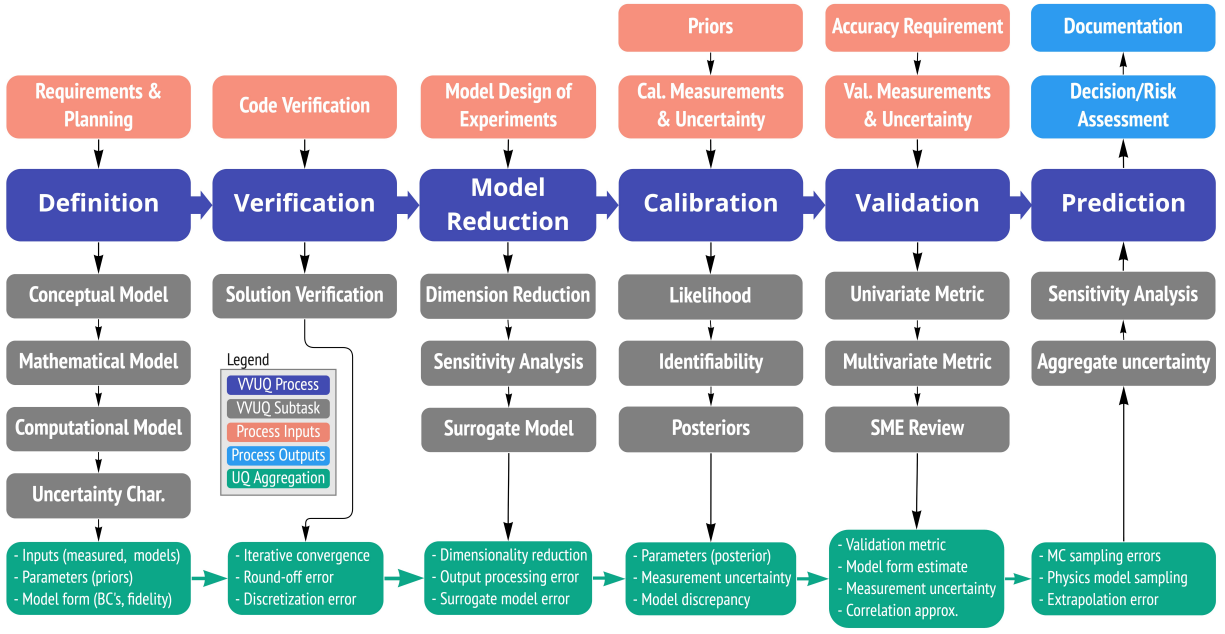 Priors
Accuracy Requirement
Documentation
Requirements &
Planning
Code Verification
Model Design of
Experiments
Cal. Measurements
& Uncertainty
Val. Measurements
& Uncertainty
Decision/Risk
Assessment
Definition
Verification
Model
Reduction
Calibration
Validation
Prediction
Conceptual Model
Solution Verification
Dimension Reduction
Likelihood
Univariate Metric
Sensitivity Analysis
Mathematical Model
Sensitivity Analysis
Identifiability
Multivariate Metric
Aggregate uncertainty
Computational Model
Surrogate Model
Posteriors
SME Review
Uncertainty Char.
Legend
VVUQ Process
VVUQ Subtask
Process Inputs
Process Outputs
UQ Aggregation
- Inputs (measured, models)
- Parameters (priors)
- Model form (BC's, fidelity)
- Iterative convergence
- Round-off error
- Discretization error
- Dimensionality reduction
- Output processing error
- Surrogate model error
- Parameters (posterior)
- Measurement uncertainty
- Model discrepancy
- Validation metric
- Model form estimate
- Measurement uncertainty
- Correlation approx.
- MC sampling errors
- Physics model sampling
- Extrapolation error